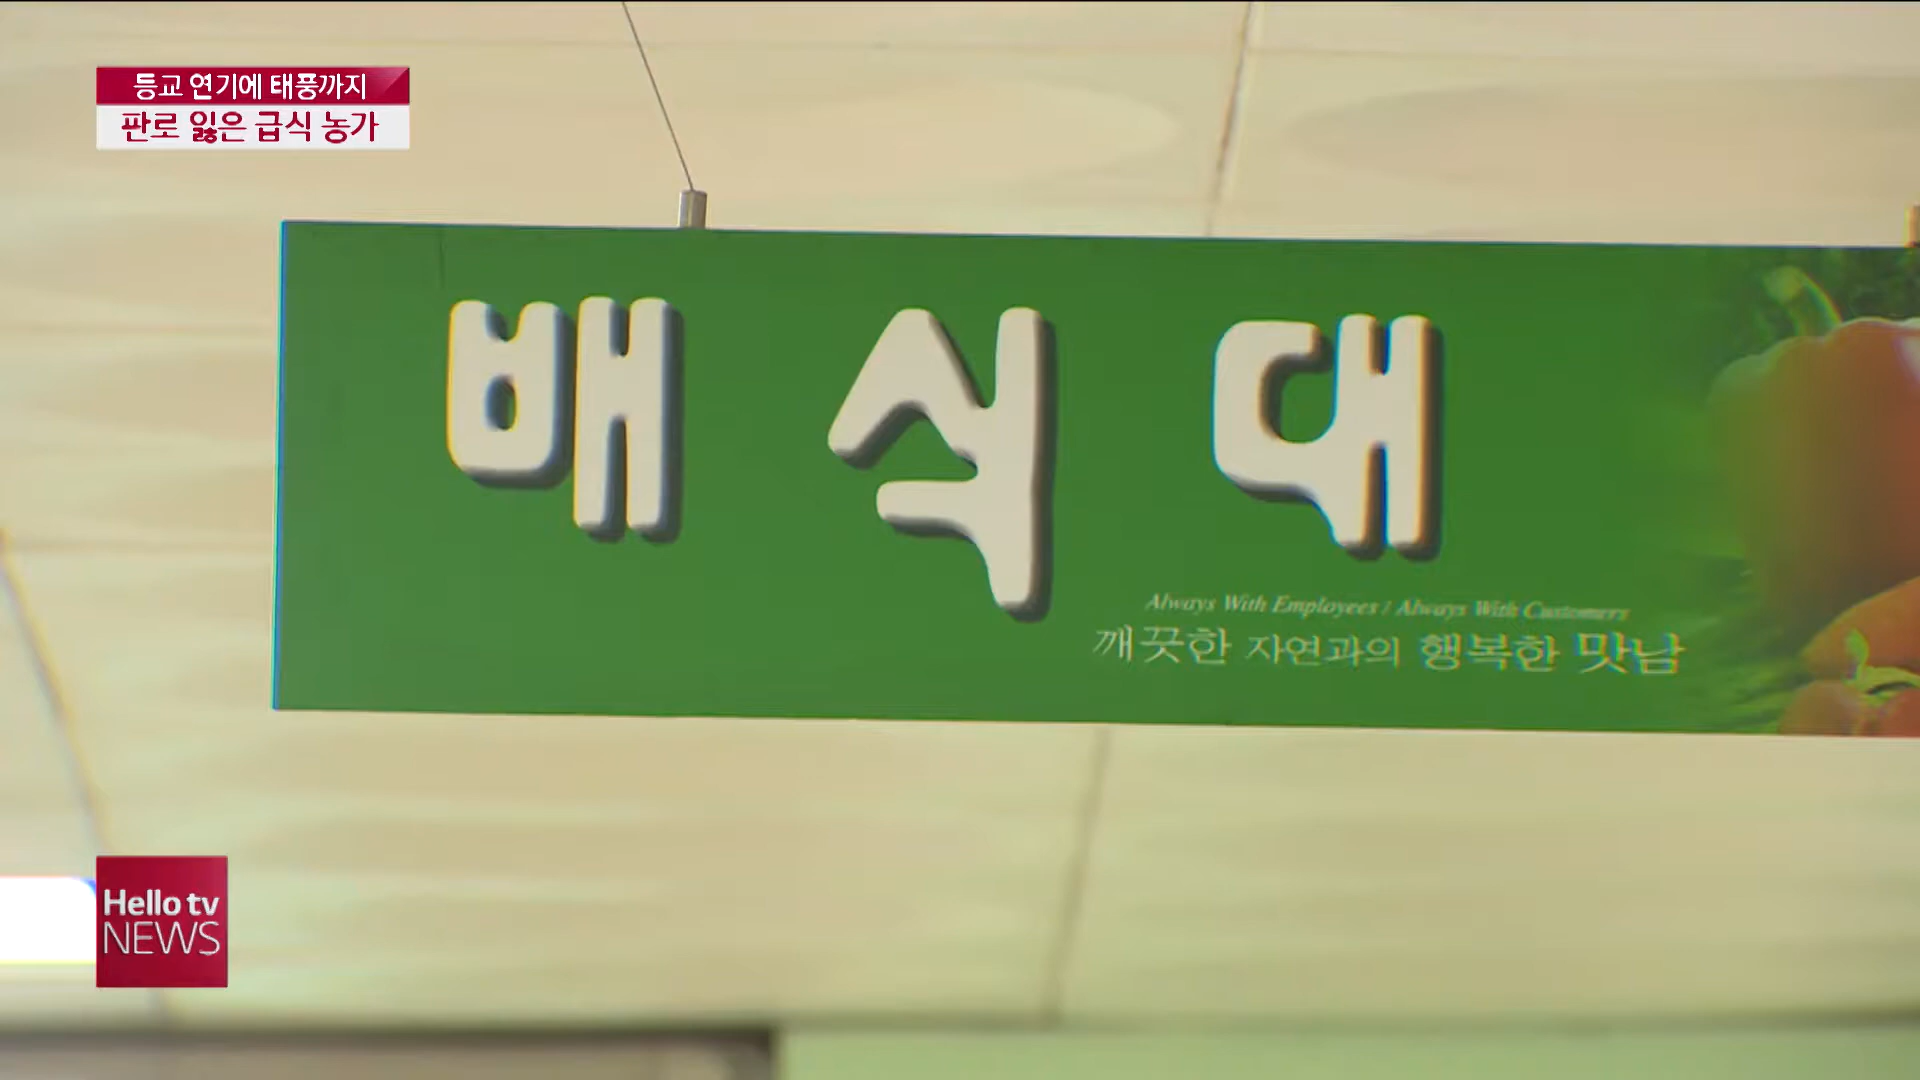 등교 연기에 태풍까지
판로 잃은 급식 농가
배식대
Always With Employees / Always With Customers
깨끗한 자연과의 행복한 맛남
Hello tv
NEWS